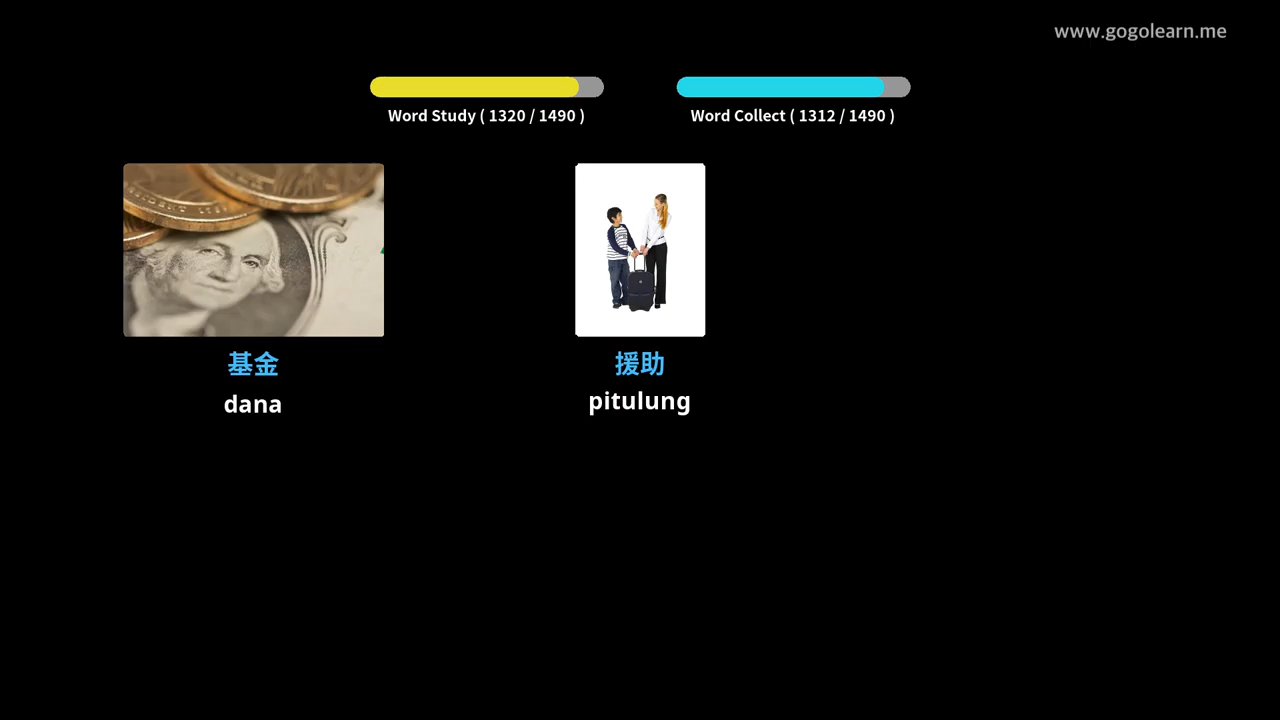 www.gogolearn.me
Word Study ( 1320 / 1490 )
Word Collect ( 1312 / 1490 )
基金
dana
援助
pitulung